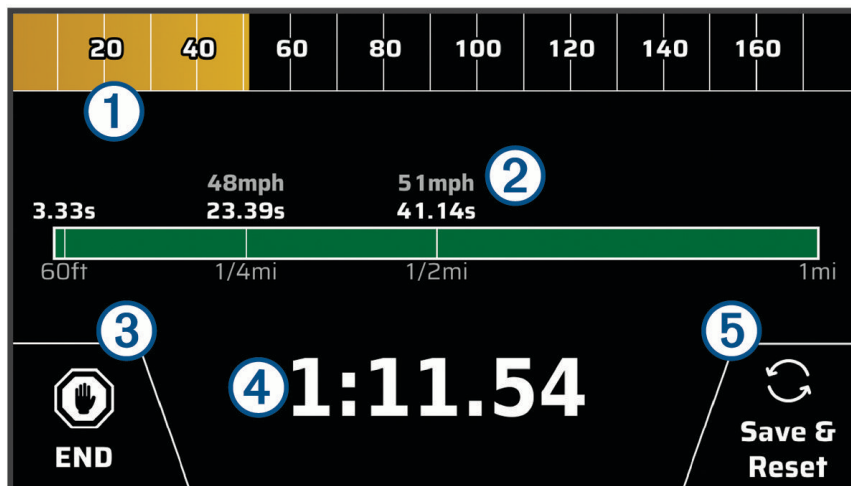 20 40 60 80 100 120 140 160
1
48mph 51mph 2
3.33s 23.39s 41.14s
60ft 1/4mi 1/2mi 1mi
3 5
4 1:11.54
END
Save &
Reset